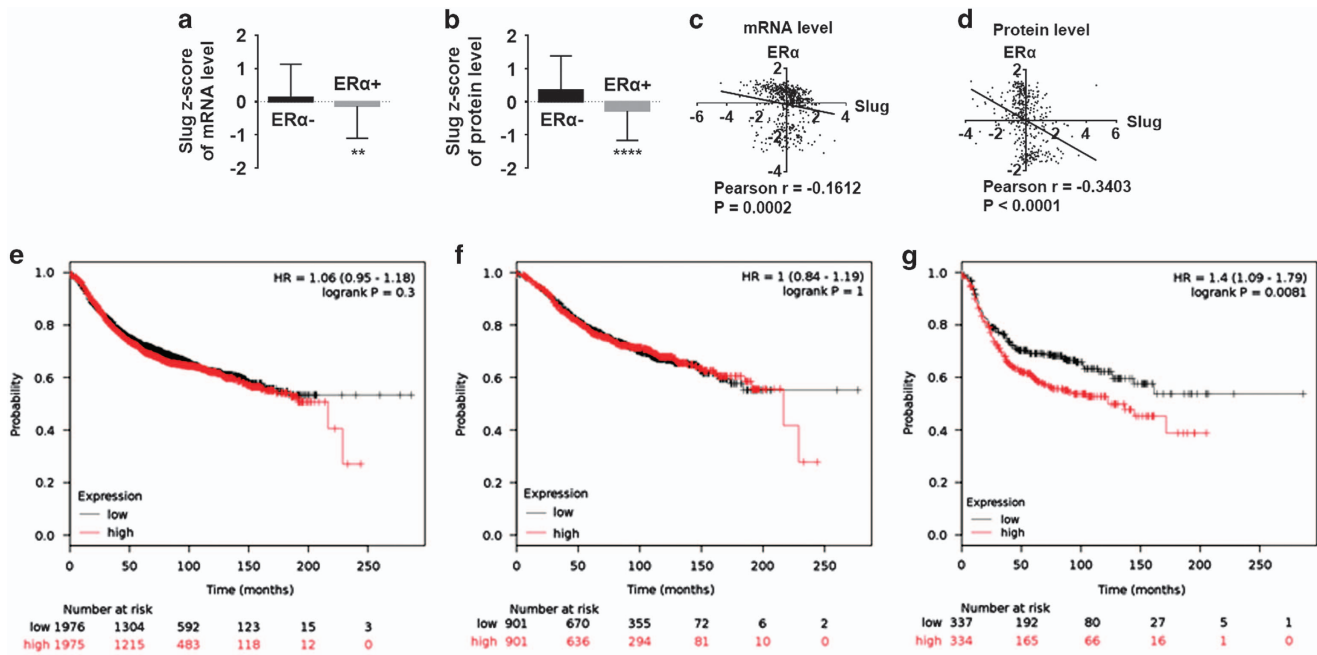 a
Slug z-score
of mRNA level
2
1
0
-1
-2
ERα-
ERα+
**
b
Slug z-score
of protein level
2
1
0
-1
-2
ERα-
ERα+
****
c
mRNA level
ERα
2
Slug
-6 -4 -2 2 4
-2
-4
Pearson r = -0.1612
P = 0.0002
d
Protein level
ERα
2
Slug
-4 -2 2 4 6
-2
Pearson r = -0.3403
P < 0.0001
e
HR = 1.06 (0.95 - 1.18)
logrank P = 0.3
Probability
1.0
0.8
0.6
0.4
0.2
0.0
Expression
low
high
0 50 100 150 200 250
Time (months)
Number at risk
low 1976 1304 592 123 15 3
high 1975 1215 483 118 12 0
f
HR = 1 (0.84 - 1.19)
logrank P = 1
Probability
1.0
0.8
0.6
0.4
0.2
0.0
Expression
low
high
0 50 100 150 200 250
Time (months)
Number at risk
low 901 670 355 72 6 2
high 901 636 294 81 10 0
g
HR = 1.4 (1.09 - 1.79)
logrank P = 0.0081
Probability
1.0
0.8
0.6
0.4
0.2
0.0
Expression
low
high
0 50 100 150 200 250
Time (months)
Number at risk
low 337 192 80 27 5 1
high 334 165 66 16 1 0